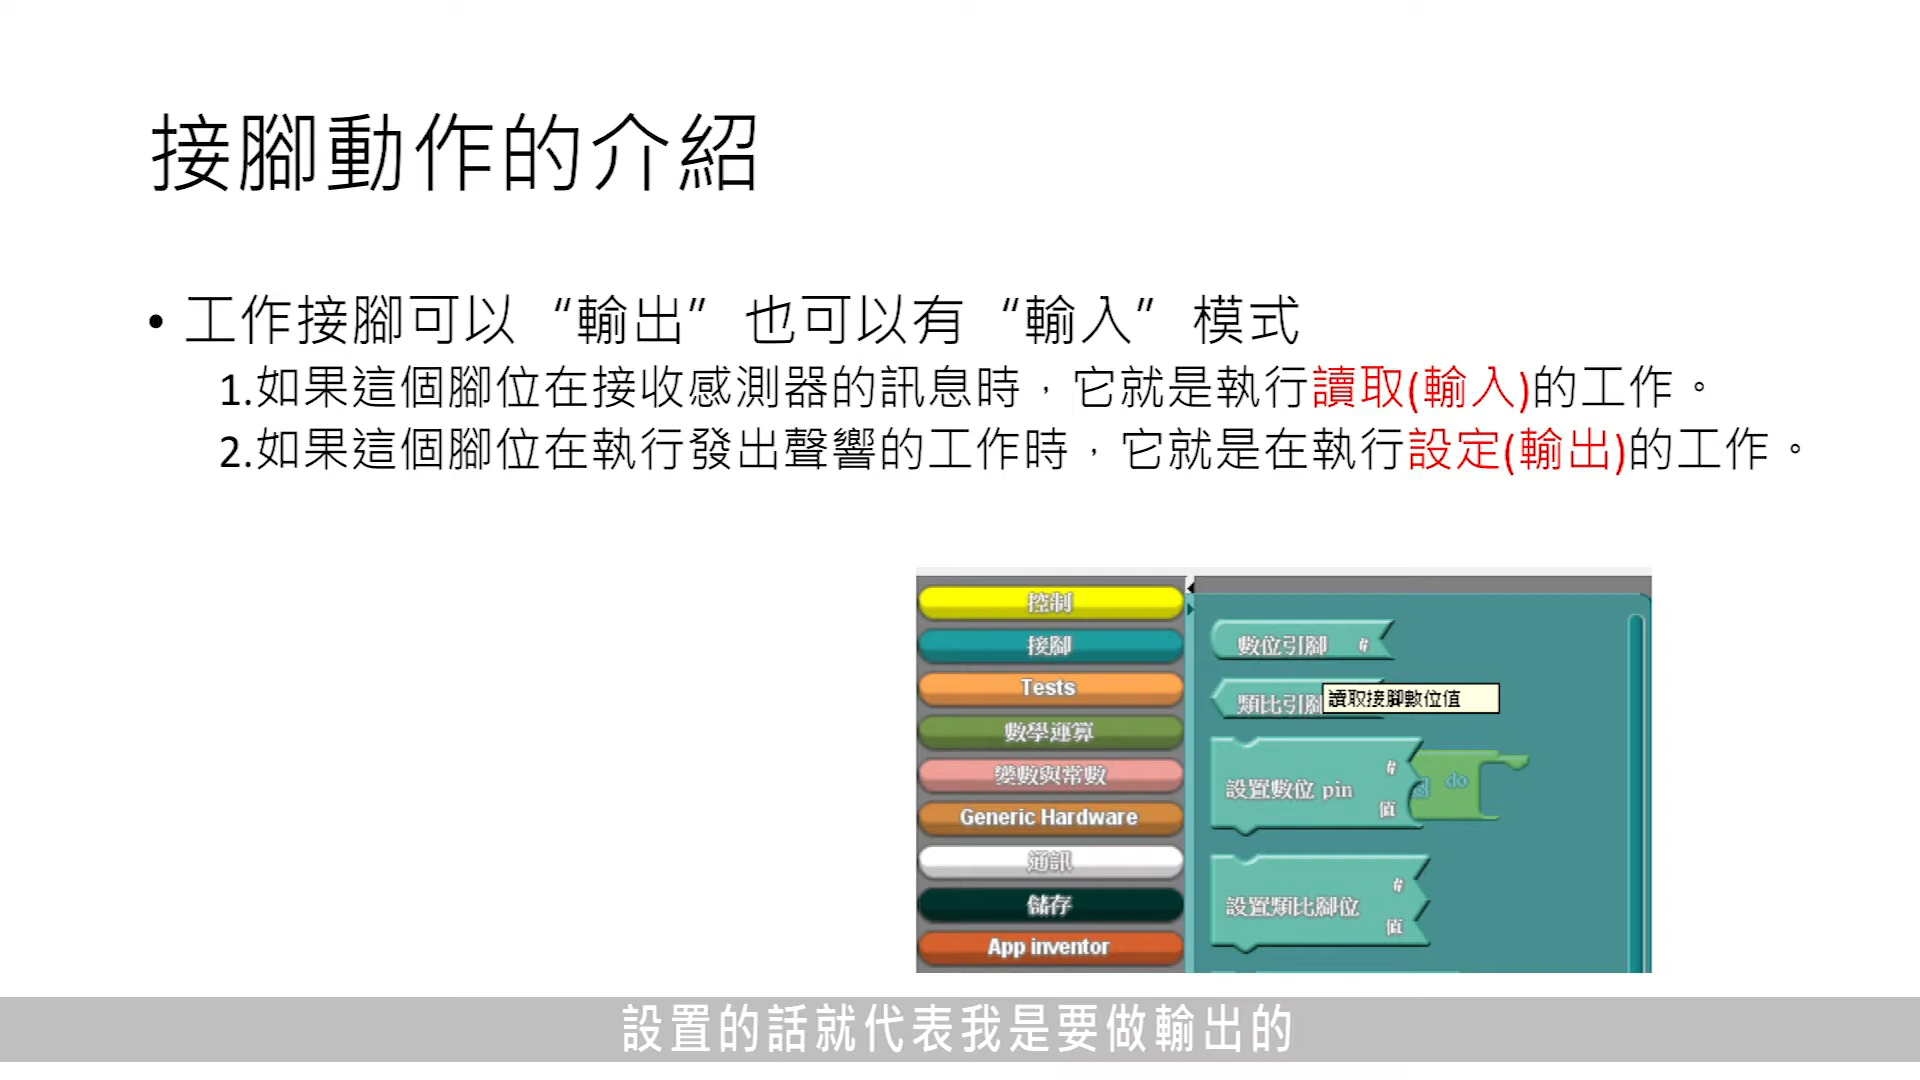 接腳動作的介紹
• 工作接腳可以“輸出”也可以有“輸入”模式
1.如果這個腳位在接收感測器的訊息時，它就是執行讀取(輸入)的工作。
2.如果這個腳位在執行發出聲響的工作時，它就是在執行設定(輸出)的工作。
控制
接腳
Tests
數學運算
變數與常數
Generic Hardware
通訊
儲存
App inventor
數位引腳 #
類比引腳
讀取接腳數位值
設置數位 pin # 值
do
設置類比腳位 # 值
設置的話就代表我是要做輸出的